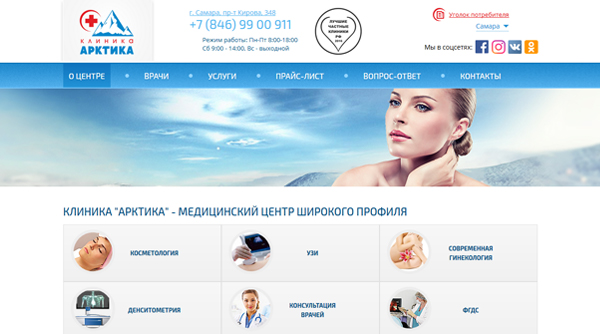 КЛИНИКА
АРКТИКА
г. Самара, пр-т Кирова, 348
+7 (846) 99 00 911
Режим работы: Пн-Пт 8:00-18:00
Сб 9:00 - 14:00, Вс - выходной
ЛУЧШИЕ
ЧАСТНЫЕ
КЛИНИКИ
РФ
Уголок потребителя
Самара
Мы в соцсетях:
О ЦЕНТРЕ
ВРАЧИ
УСЛУГИ
ПРАЙС-ЛИСТ
ВОПРОС-ОТВЕТ
КОНТАКТЫ
КЛИНИКА "АРКТИКА" - МЕДИЦИНСКИЙ ЦЕНТР ШИРОКОГО ПРОФИЛЯ
КОСМЕТОЛОГИЯ
УЗИ
СОВРЕМЕННАЯ
ГИНЕКОЛОГИЯ
ДЕНСИТОМЕТРИЯ
КОНСУЛЬТАЦИЯ
ВРАЧЕЙ
ФГДС